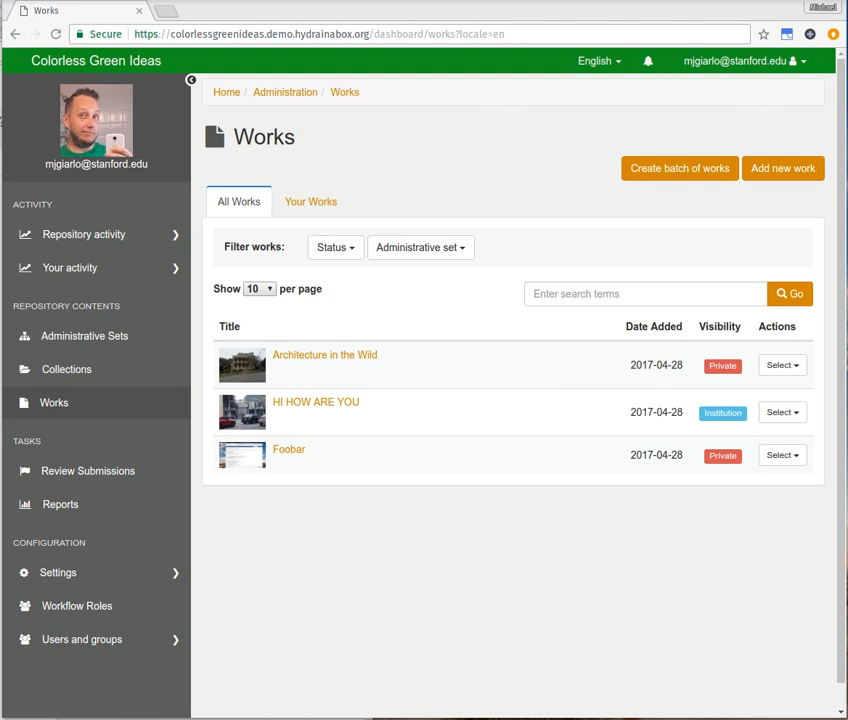 Works
Michael
Secure
https://colorlessgreenideas.demo.hydrainabox.org/dashboard/works?locale=en
Colorless Green Ideas
English
mjgiarlo@stanford.edu
mjgiarlo@stanford.edu
ACTIVITY
Repository activity
Your activity
REPOSITORY CONTENTS
Administrative Sets
Collections
Works
TASKS
Review Submissions
Reports
CONFIGURATION
Settings
Workflow Roles
Users and groups
Home / Administration / Works
Works
Create batch of works
Add new work
All Works
Your Works
Filter works:
Status
Administrative set
Show 10 per page
Enter search terms
Go
Title Date Added Visibility Actions
Architecture in the Wild 2017-04-28 Private Select
HI HOW ARE YOU 2017-04-28 Institution Select
Foobar 2017-04-28 Private Select